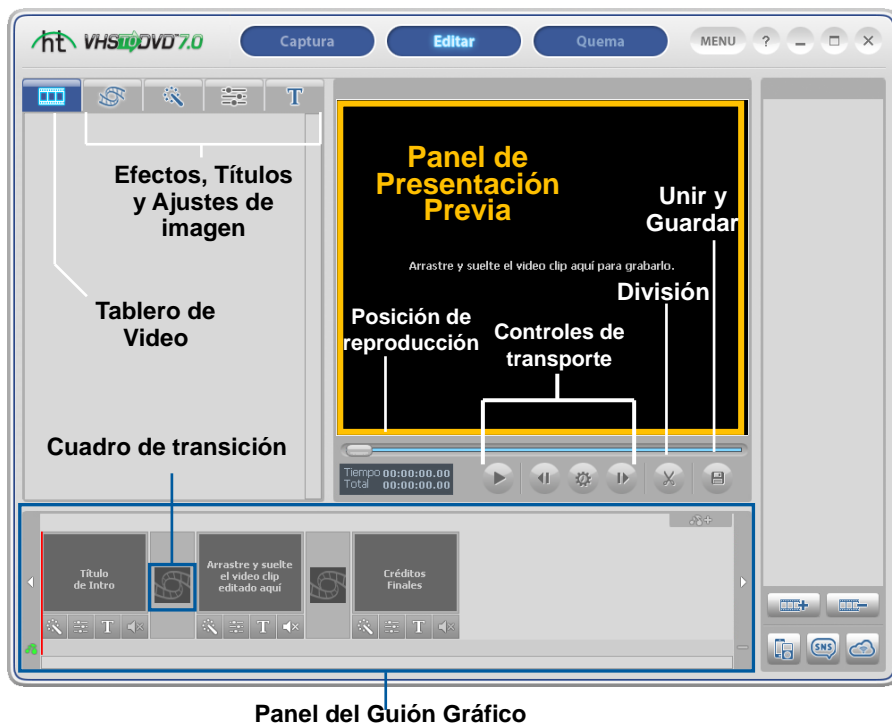 ht VHS TO DVD 7.0
Captura
Editar
Quema
MENU
?
T
Efectos, Títulos
y Ajustes de
imagen
Tablero de
Video
Panel de
Presentación
Previa
Unir y
Guardar
Arrastre y suelte el video clip aquí para grabarlo.
División
Posición de
reproducción
Controles de
transporte
Cuadro de transición
Tiempo 00:00:00.00
Total 00:00:00.00
Título
de Intro
Arrastre y suelte
el video clip
editado aquí
Créditos
Finales
T
T
T
SNS
Panel del Guión Gráfico